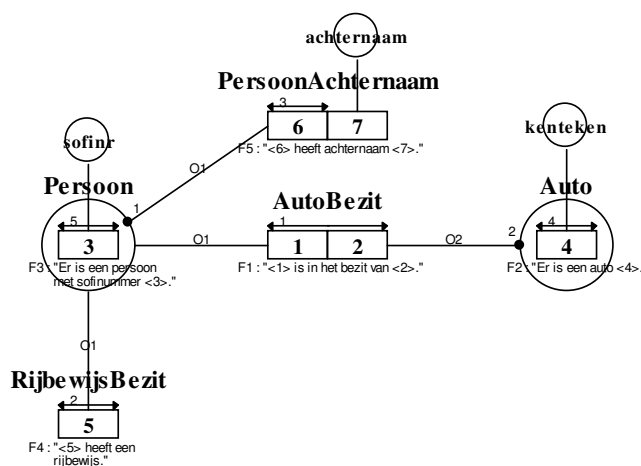 achternaam
PersoonAchternaam
3
6 7
F5 : "<6> heeft achternaam <7>."
sofinr
kenteken
O1
Persoon
1
5
3
F3 : "Er is een persoon
met sofinummer <3>."
AutoBezit
1
1 2
F1 : "<1> is in het bezit van <2>."
O1
O2
Auto
2
4
4
F2 : "Er is een auto <4>.
O1
RijbewijsBezit
2
5
F4 : "<5> heeft een
rijbewijs."